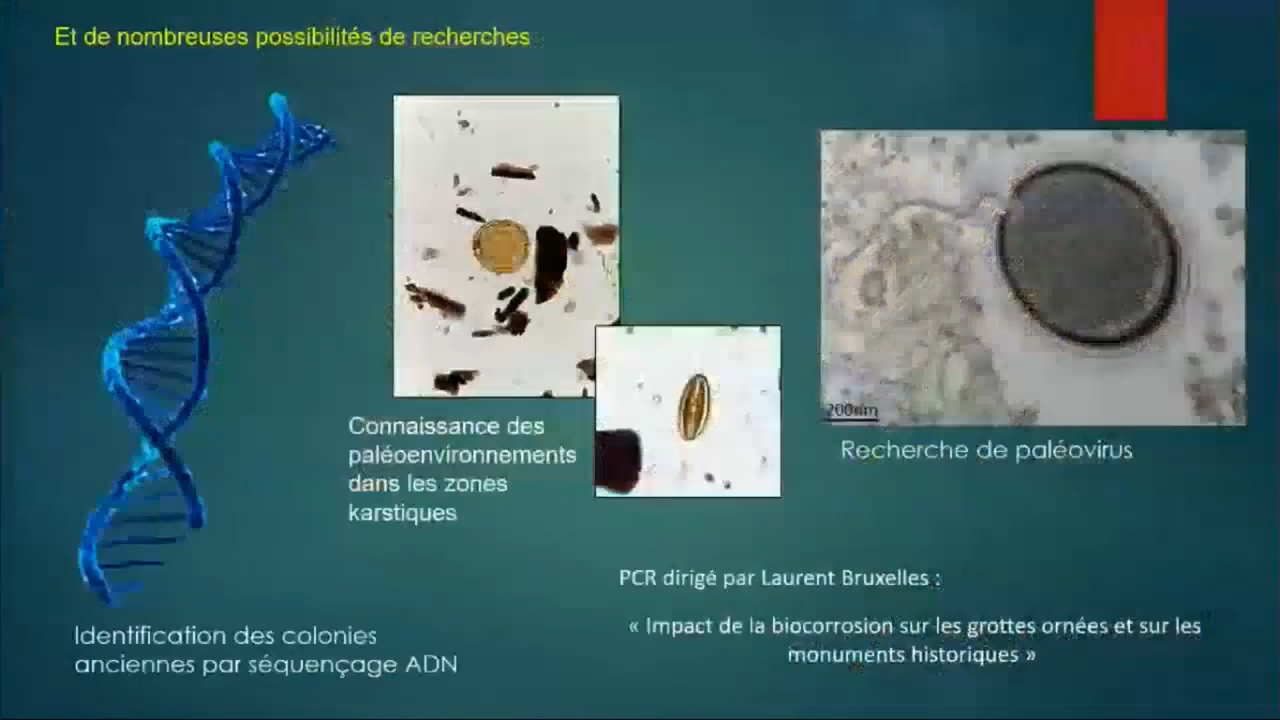 Et de nombreuses possibilités de recherches
Connaissance des
paléoenvironnements
dans les zones
karstiques
200nm
Recherche de paléovirus
PCR dirigé par Laurent Bruxelles :
« Impact de la biocorrosion sur les grottes ornées et sur les
monuments historiques »
Identification des colonies
anciennes par séquençage ADN